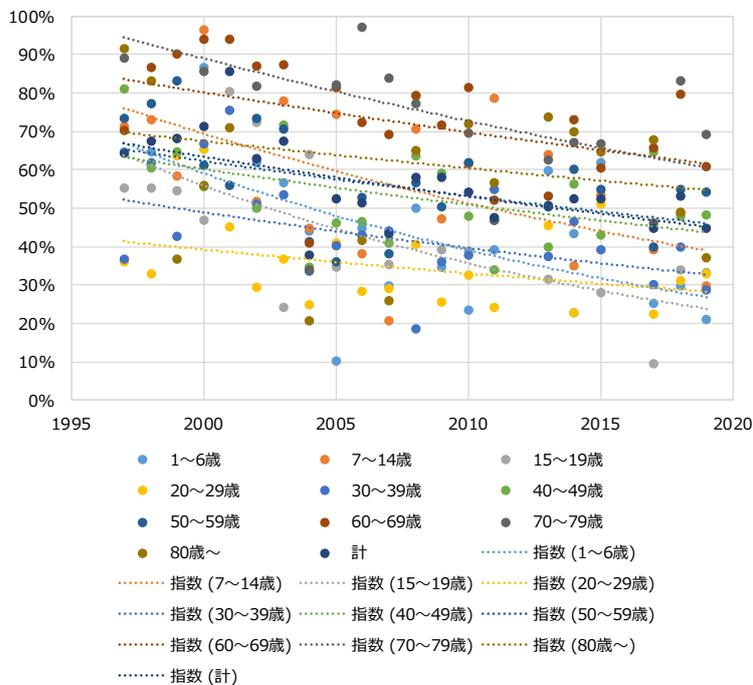 100%
90%
80%
70%
60%
50%
40%
30%
20%
10%
0%
1995 2000 2005 2010 2015 2020
1～6歳 7～14歳 15～19歳
20～29歳 30～39歳 40～49歳
50～59歳 60～69歳 70～79歳
80歳～ 計 指数 (1～6歳)
指数 (7～14歳) 指数 (15～19歳) 指数 (20～29歳)
指数 (30～39歳) 指数 (40～49歳) 指数 (50～59歳)
指数 (60～69歳) 指数 (70～79歳) 指数 (80歳～)
指数 (計)